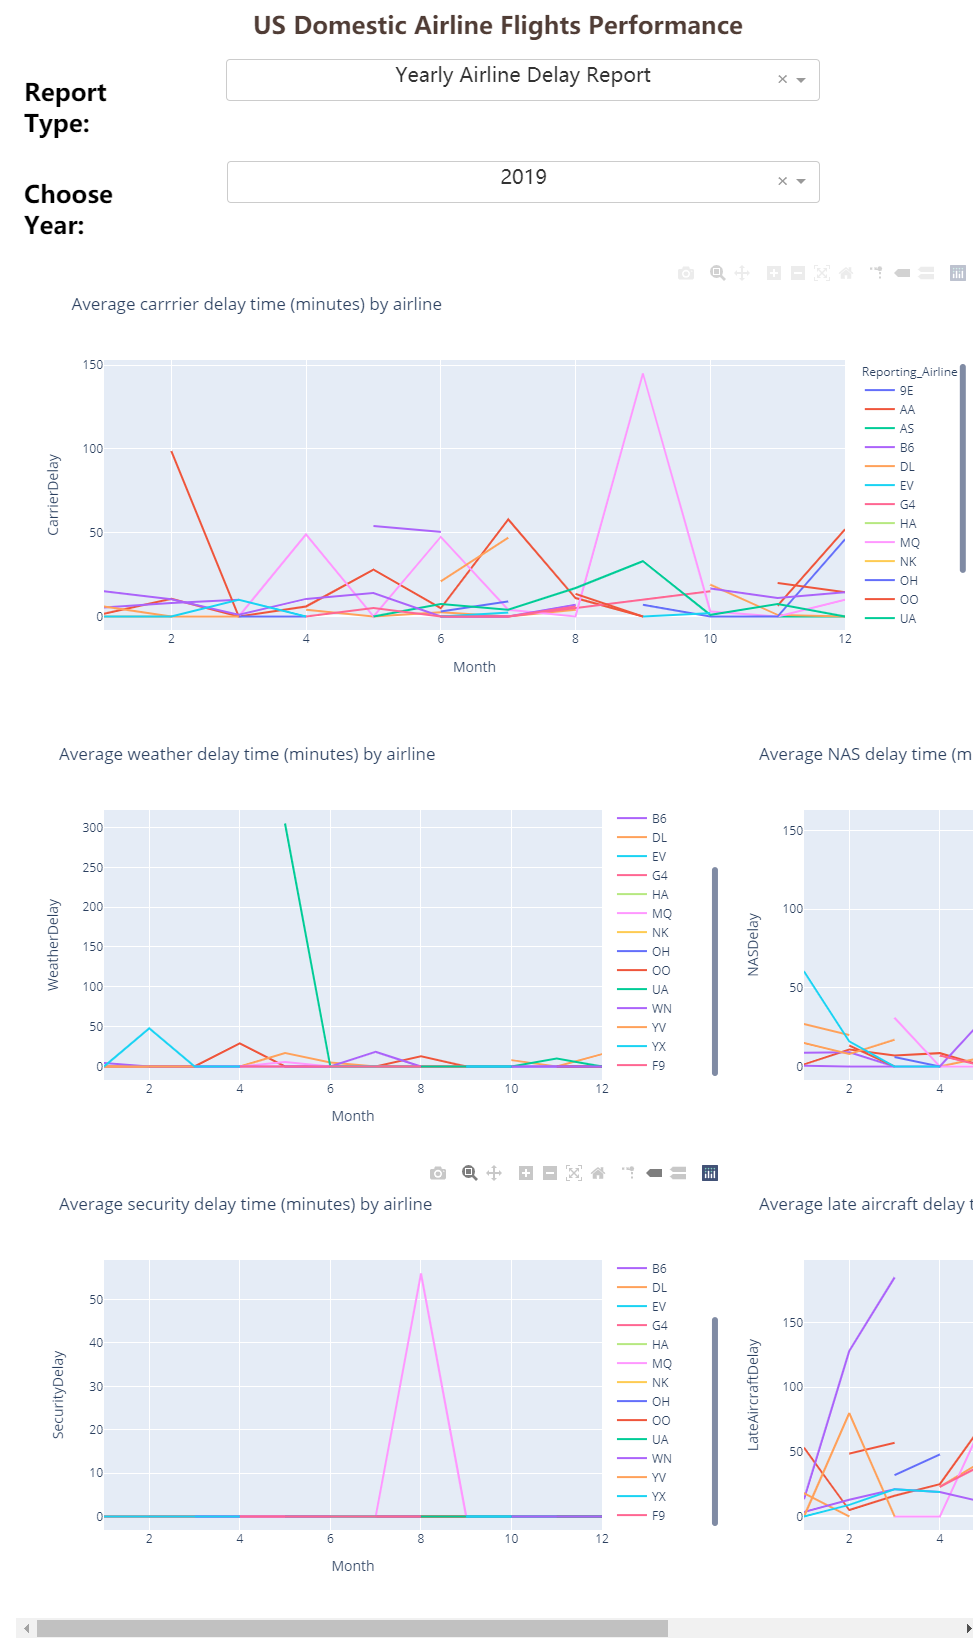 US Domestic Airline Flights Performance
Report
Type:
Yearly Airline Delay Report
×
Choose
Year:
2019
×
Average carrrier delay time (minutes) by airline
150
100
50
0
CarrierDelay
2
4
6
8
10
12
Month
Reporting_Airline
9E
AA
AS
B6
DL
EV
G4
HA
MQ
NK
OH
OO
UA
Average weather delay time (minutes) by airline
300
250
200
150
100
50
0
WeatherDelay
2
4
6
8
10
12
Month
B6
DL
EV
G4
HA
MQ
NK
OH
OO
UA
WN
YV
YX
F9
Average NAS delay time (m
150
100
50
0
NASDelay
2
4
Average security delay time (minutes) by airline
50
40
30
20
10
0
SecurityDelay
2
4
6
8
10
12
Month
B6
DL
EV
G4
HA
MQ
NK
OH
OO
UA
WN
YV
YX
F9
Average late aircraft delay t
150
100
50
0
LateAircraftDelay
2
4